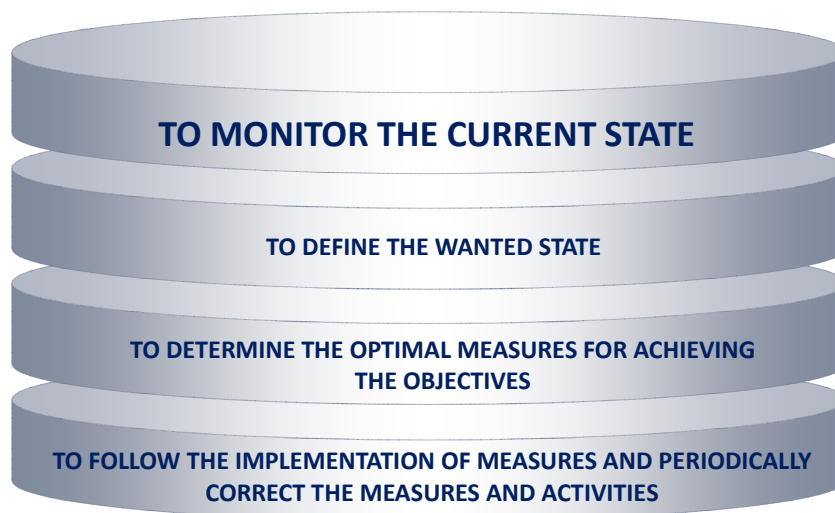 TO MONITOR THE CURRENT STATE
TO DEFINE THE WANTED STATE
TO DETERMINE THE OPTIMAL MEASURES FOR ACHIEVING
THE OBJECTIVES
TO FOLLOW THE IMPLEMENTATION OF MEASURES AND PERIODICALLY
CORRECT THE MEASURES AND ACTIVITIES